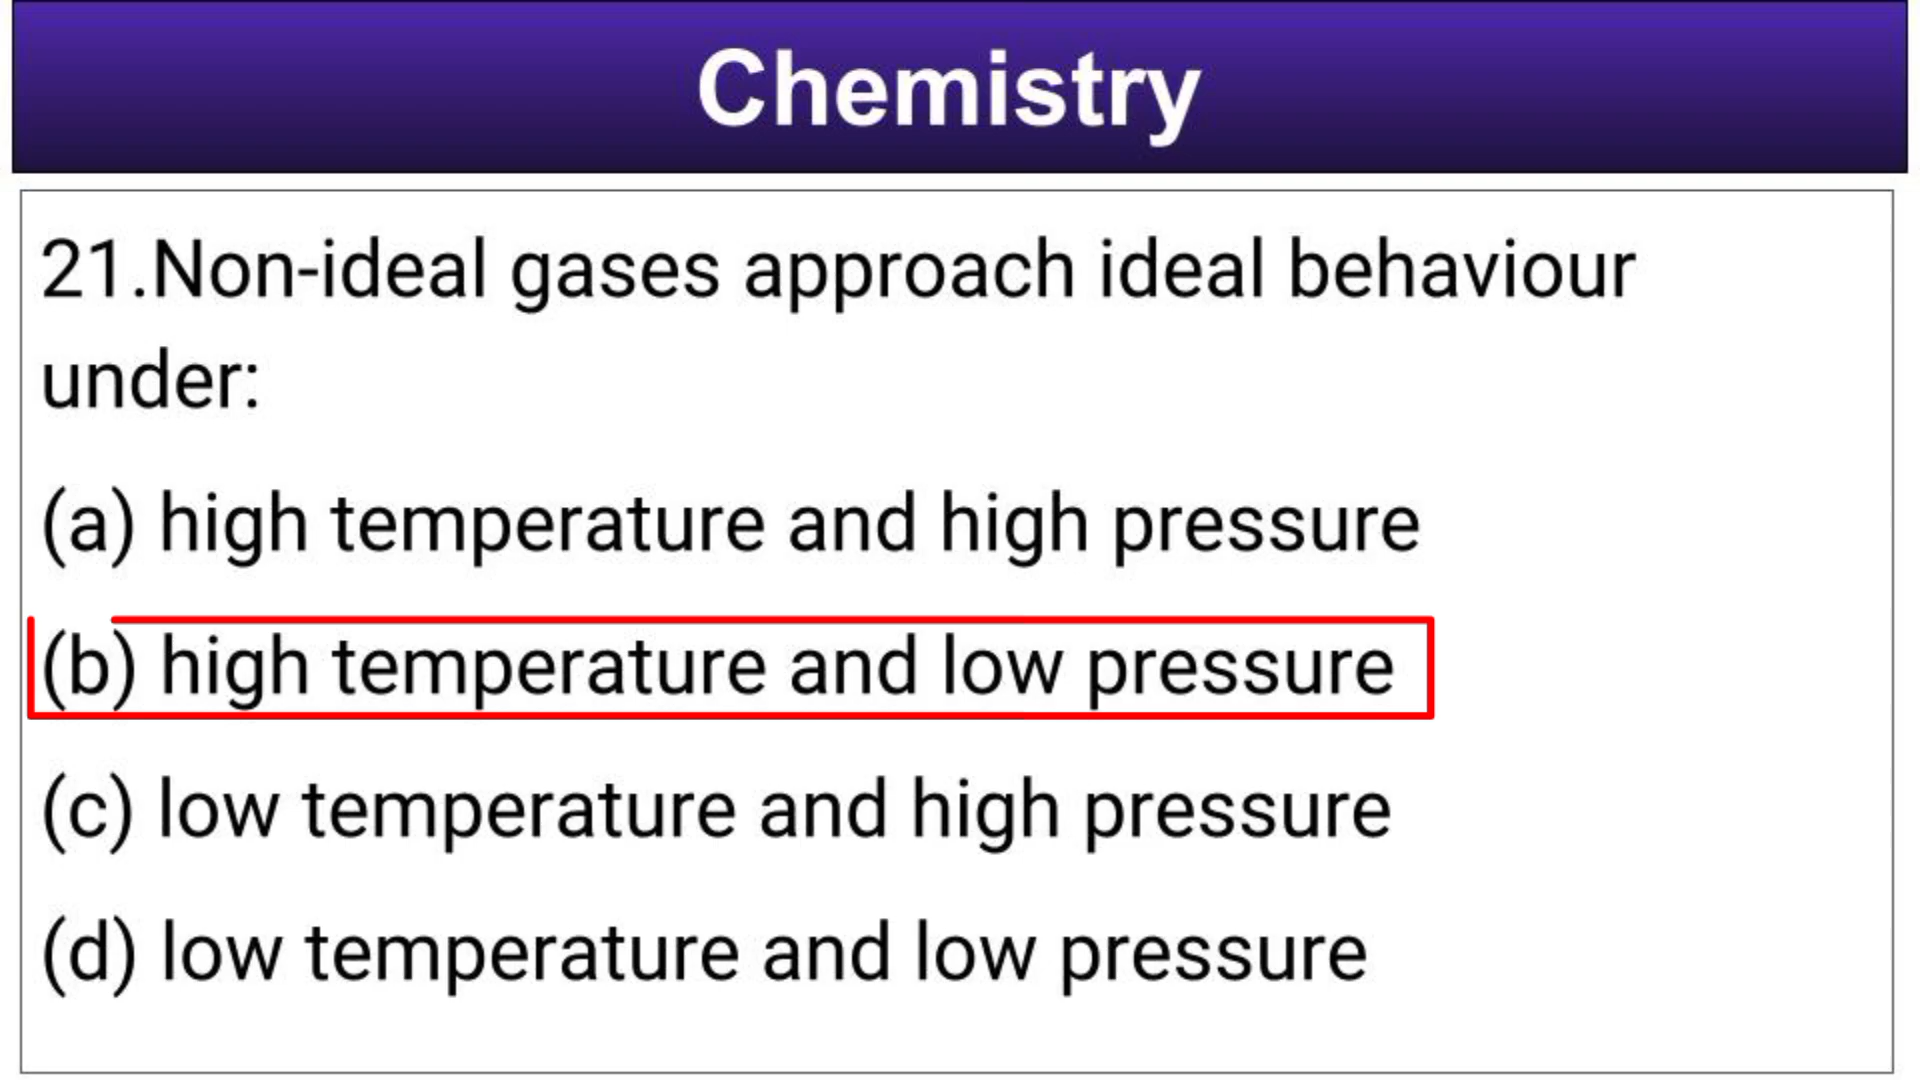 Chemistry
21.Non-ideal gases approach ideal behaviour
under:
(a) high temperature and high pressure
(b) high temperature and low pressure
(c) low temperature and high pressure
(d) low temperature and low pressure